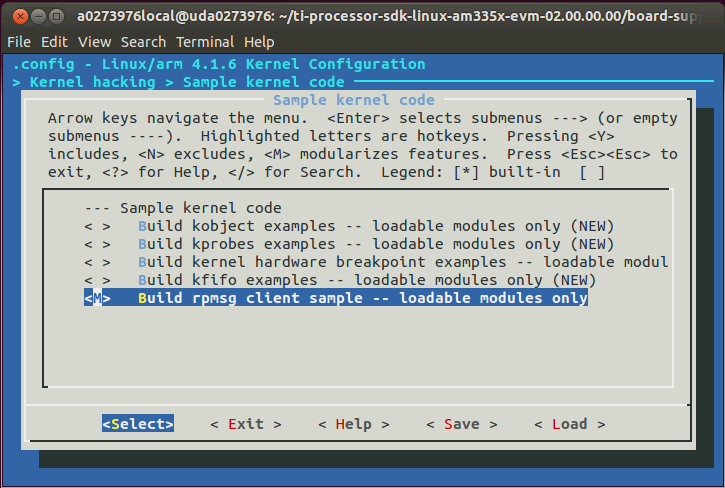 a0273976local@uda0273976: ~/ti-processor-sdk-linux-am335x-evm-02.00.00.00/board-sup
File Edit View Search Terminal Help
.config - Linux/arm 4.1.6 Kernel Configuration
> Kernel hacking > Sample kernel code
Sample kernel code
Arrow keys navigate the menu. <Enter> selects submenus ---> (or empty
submenus ----). Highlighted letters are hotkeys. Pressing <Y>
includes, <N> excludes, <M> modularizes features. Press <Esc><Esc> to
exit, <?> for Help, </> for Search. Legend: [*] built-in [ ]
--- Sample kernel code
< > Build kobject examples -- loadable modules only (NEW)
< > Build kprobes examples -- loadable modules only (NEW)
< > Build kernel hardware breakpoint examples -- loadable modul
< > Build kfifo examples -- loadable modules only (NEW)
<M> Build rpmsg client sample -- loadable modules only
<Select> < Exit > < Help > < Save > < Load >